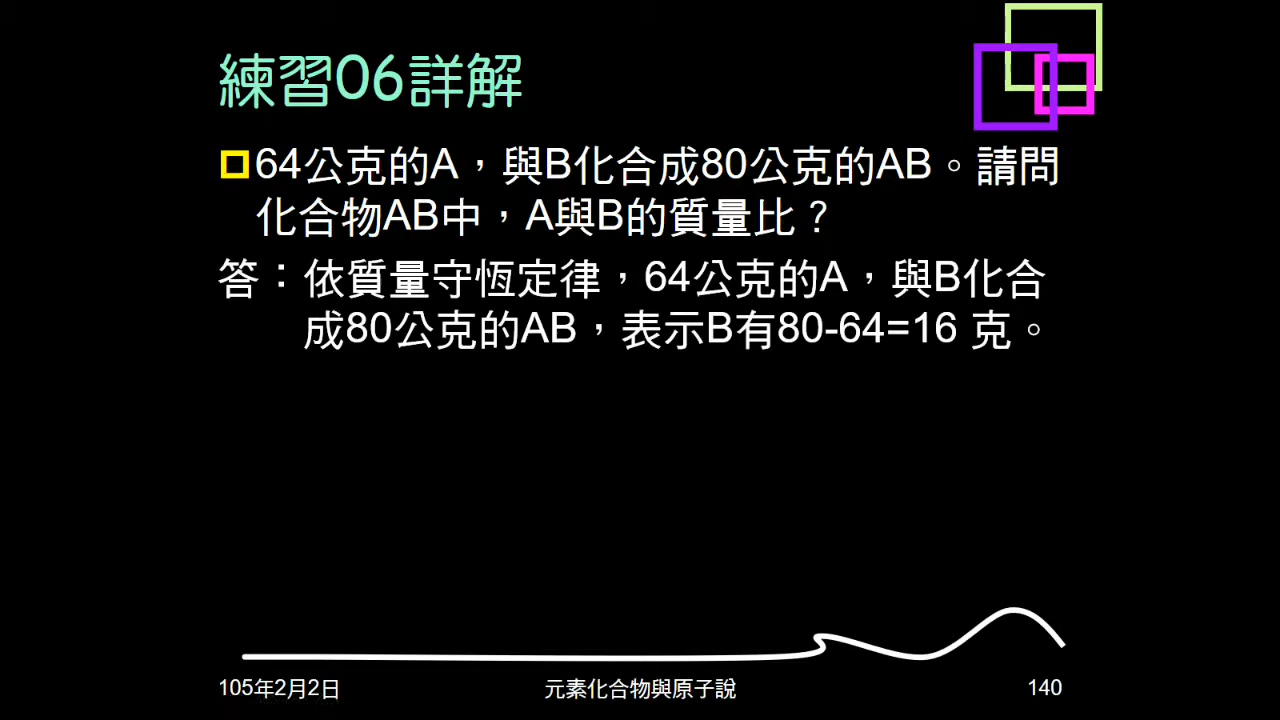 練習06詳解
64公克的A，與B化合成80公克的AB。請問
化合物AB中，A與B的質量比？
答：依質量守恆定律，64公克的A，與B化合
成80公克的AB，表示B有80-64=16 克。
105年2月2日
元素化合物與原子說
140